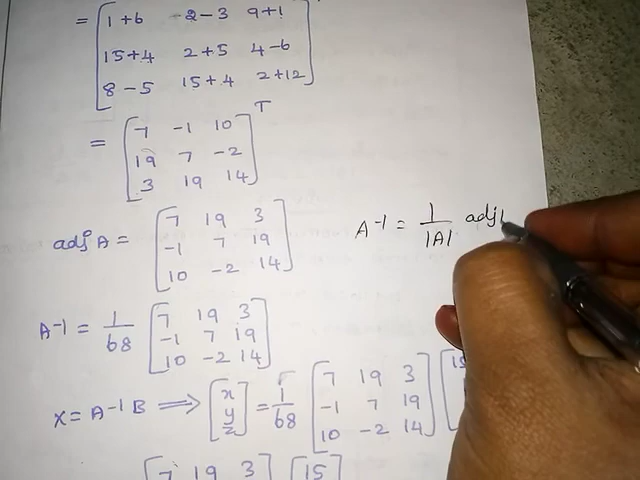 = [ 1+6 -2-3 9+1
15+4 2+5 4-6
8-5 15+4 2+12 ]
= [ 7 -1 10
19 7 -2
3 19 14 ]ᵀ
adj A = [ 7 19 3
-1 7 19
10 -2 14 ]
A⁻¹ = 1/|A| adj
A⁻¹ = 1/68 [ 7 19 3
-1 7 19
10 -2 14 ]
X = A⁻¹ B ⟹ [ x
y
z ] = 1/68 [ 7 19 3
-1 7 19
10 -2 14 ] [ 15
[ 7 19 3 [ 15 ]